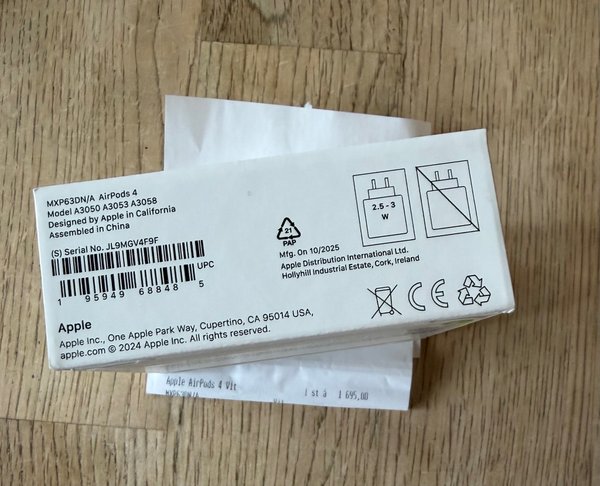 MXP63DN/A AirPods 4
Model A3050 A3053 A3058
Designed by Apple in California
Assembled in China
(S) Serial No. JL9MGV4F9F
UPC
1 95949 68848 5
Apple
Apple Inc., One Apple Park Way, Cupertino, CA 95014 USA,
apple.com © 2024 Apple Inc. All rights reserved.
21
PAP
Mfg. On 10/2025
Apple Distribution International Ltd.
Hollyhill Industrial Estate, Cork, Ireland
2.5 - 3
W
CE
Apple AirPods 4 Vit
MXP63DN/A
1 st à 1 695,00
Vit